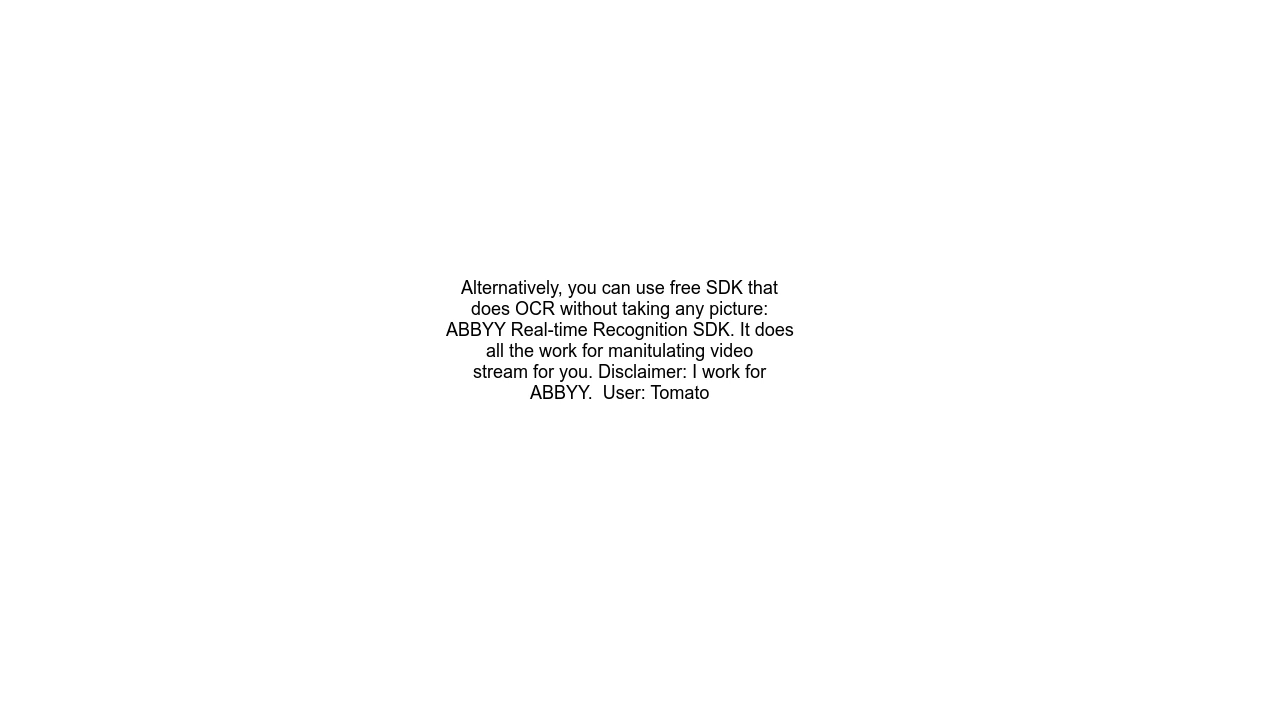 Alternatively, you can use free SDK that
does OCR without taking any picture:
ABBYY Real-time Recognition SDK. It does
all the work for manitulating video
stream for you. Disclaimer: I work for
ABBYY.  User: Tomato